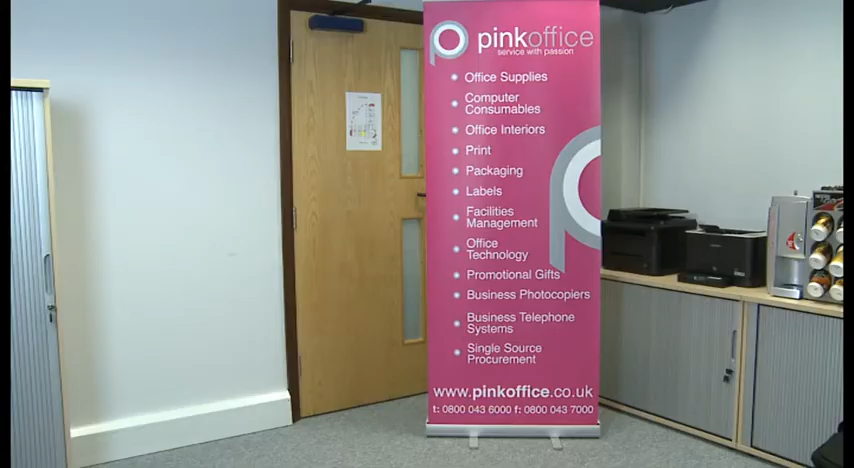 pinkoffice
service with passion
Office Supplies
Computer
Consumables
Office Interiors
Print
Packaging
Labels
Facilities
Management
Office
Technology
Promotional Gifts
Business Photocopiers
Business Telephone
Systems
Single Source
Procurement
www.pinkoffice.co.uk
t: 0800 043 6000 f: 0800 043 7000